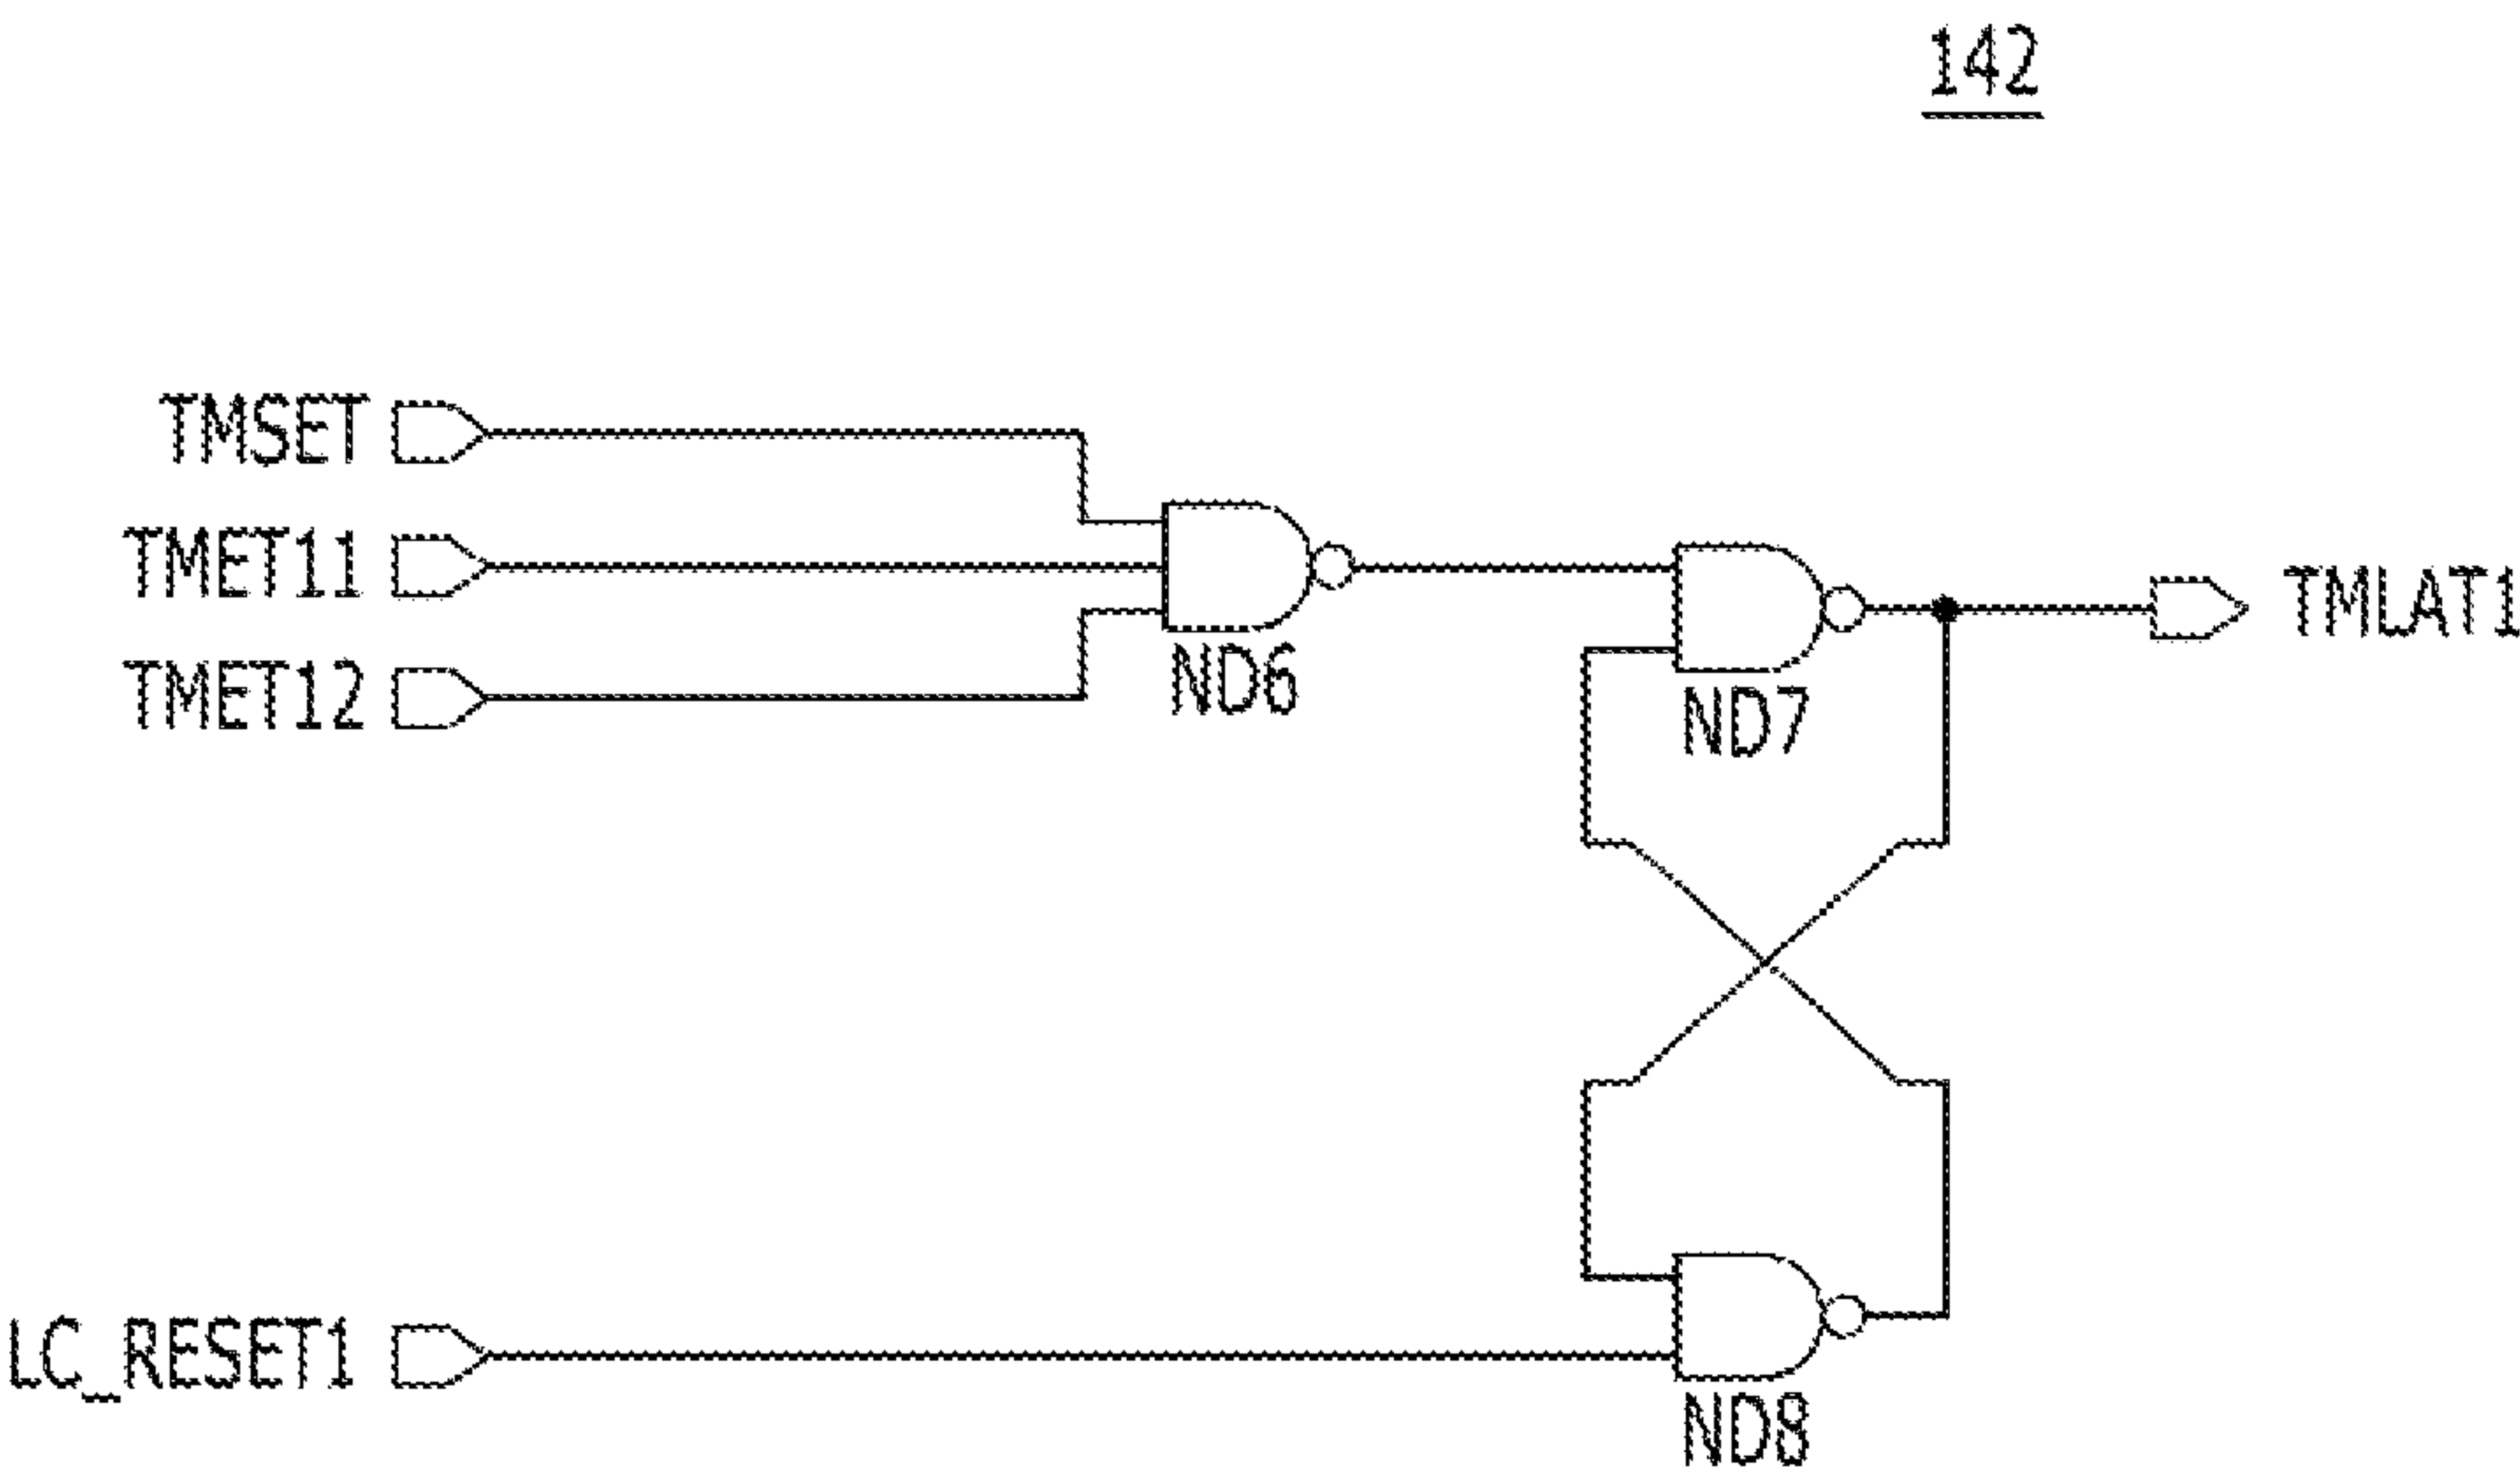 142
TMSET
TMET11
TMET12
ND6
ND7
TMLAT1
LC_RESET1
ND8